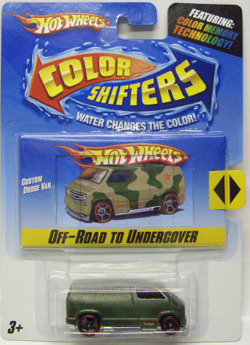 HOT WHEELS
FEATURING:
COLOR MEMORY
TECHNOLOGY!
COLOR
SHIFTERS
WATER CHANGES THE COLOR!
HOT WHEELS
CUSTOM
DODGE VAN
OFF-ROAD TO UNDERCOVER
3+